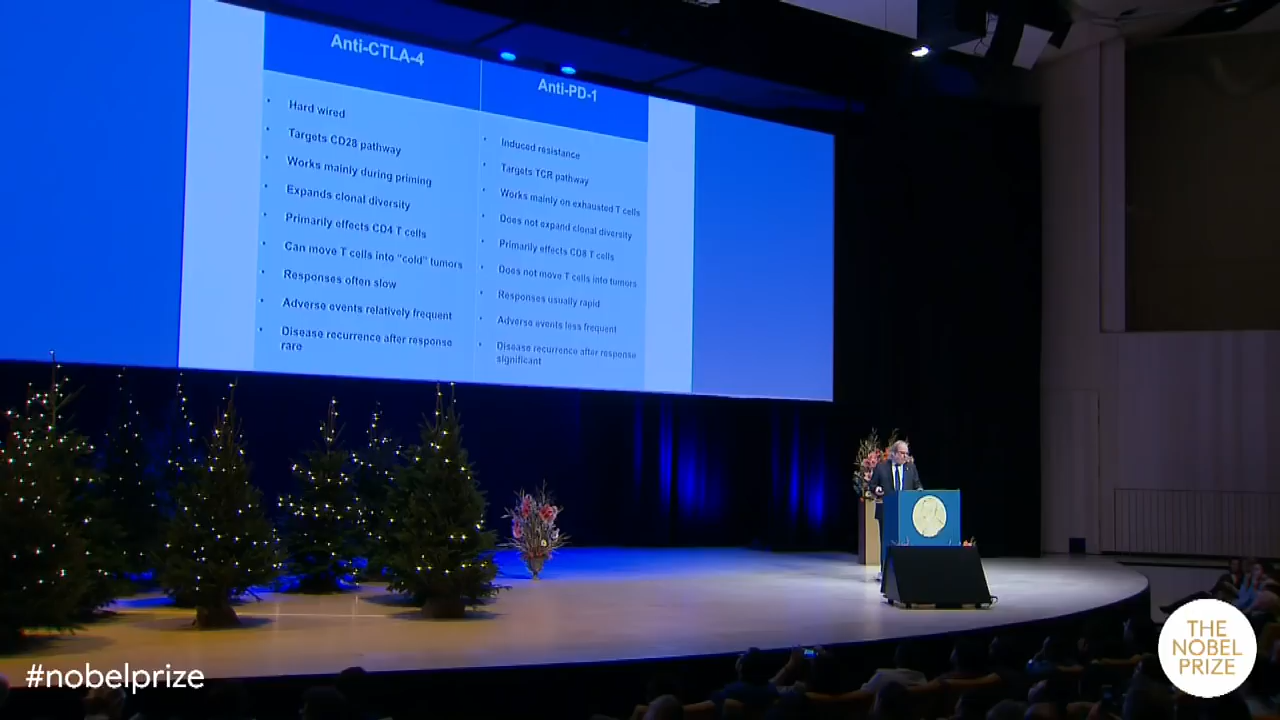 Anti-CTLA-4
Hard wired
Targets CD28 pathway
Works mainly during priming
Expands clonal diversity
Primarily effects CD4 T cells
Can move T cells into "cold" tumors
Responses often slow
Adverse events relatively frequent
Disease recurrence after response
rare
Anti-PD-1
Induced resistance
Targets TCR pathway
Works mainly on exhausted T cells
Does not expand clonal diversity
Primarily effects CD8 T cells
Does not move T cells into tumors
Responses usually rapid
Adverse events less frequent
Disease recurrence after response
significant
#nobelprize
THE
NOBEL
PRIZE